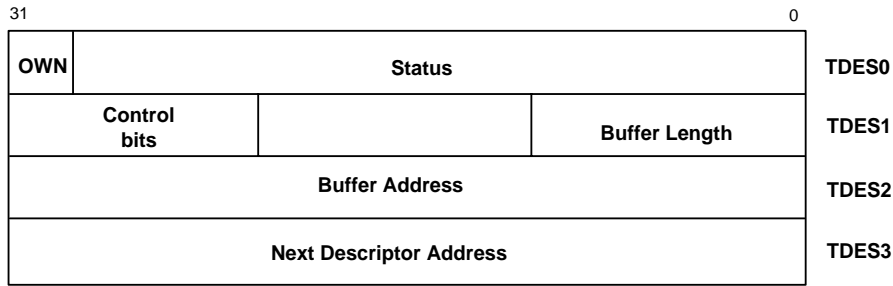 31 0
OWN Status TDES0
Control
bits
Buffer Length TDES1
Buffer Address TDES2
Next Descriptor Address TDES3